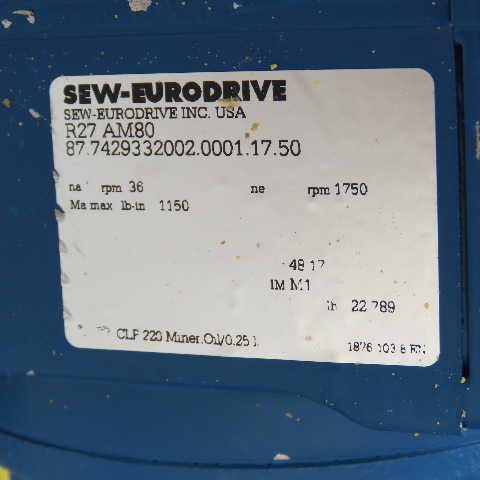 SEW-EURODRIVE
SEW-EURODRIVE INC. USA
R27 AM80
87.7429332002.0001.17.50
na rpm 36 ne rpm 1750
Ma max lb-in 1150
48.17
IM M1
lb 22.789
CLP 220 Miner.Oil/0.25 l
1876 103 8 EN